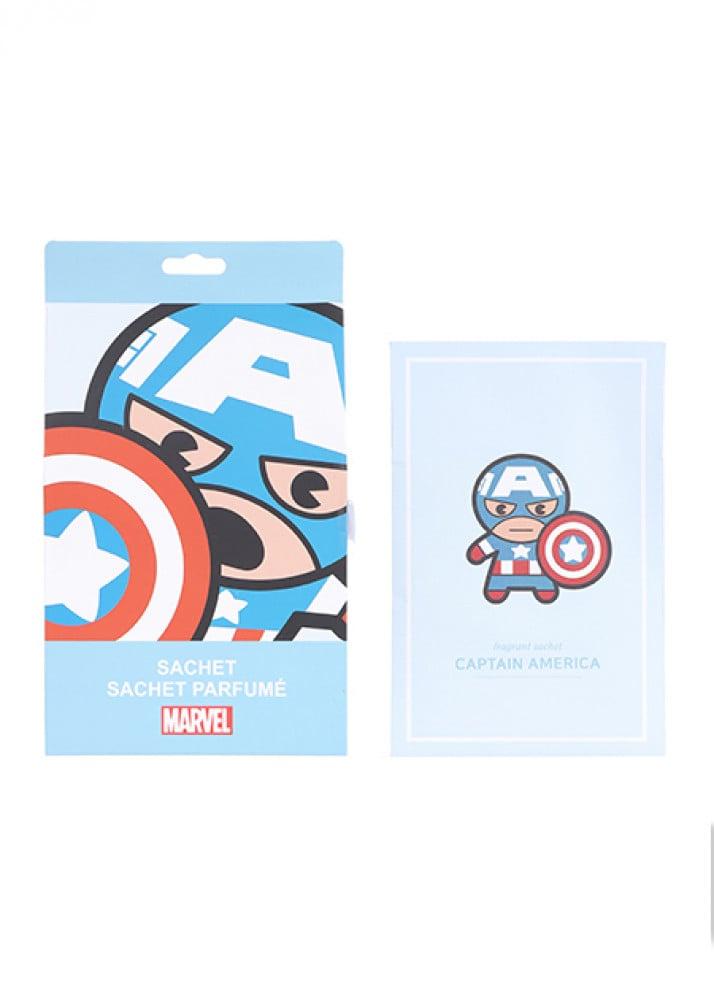 A
SACHET
SACHET PARFUMÉ
MARVEL
A
fragrant sachet
CAPTAIN AMERICA